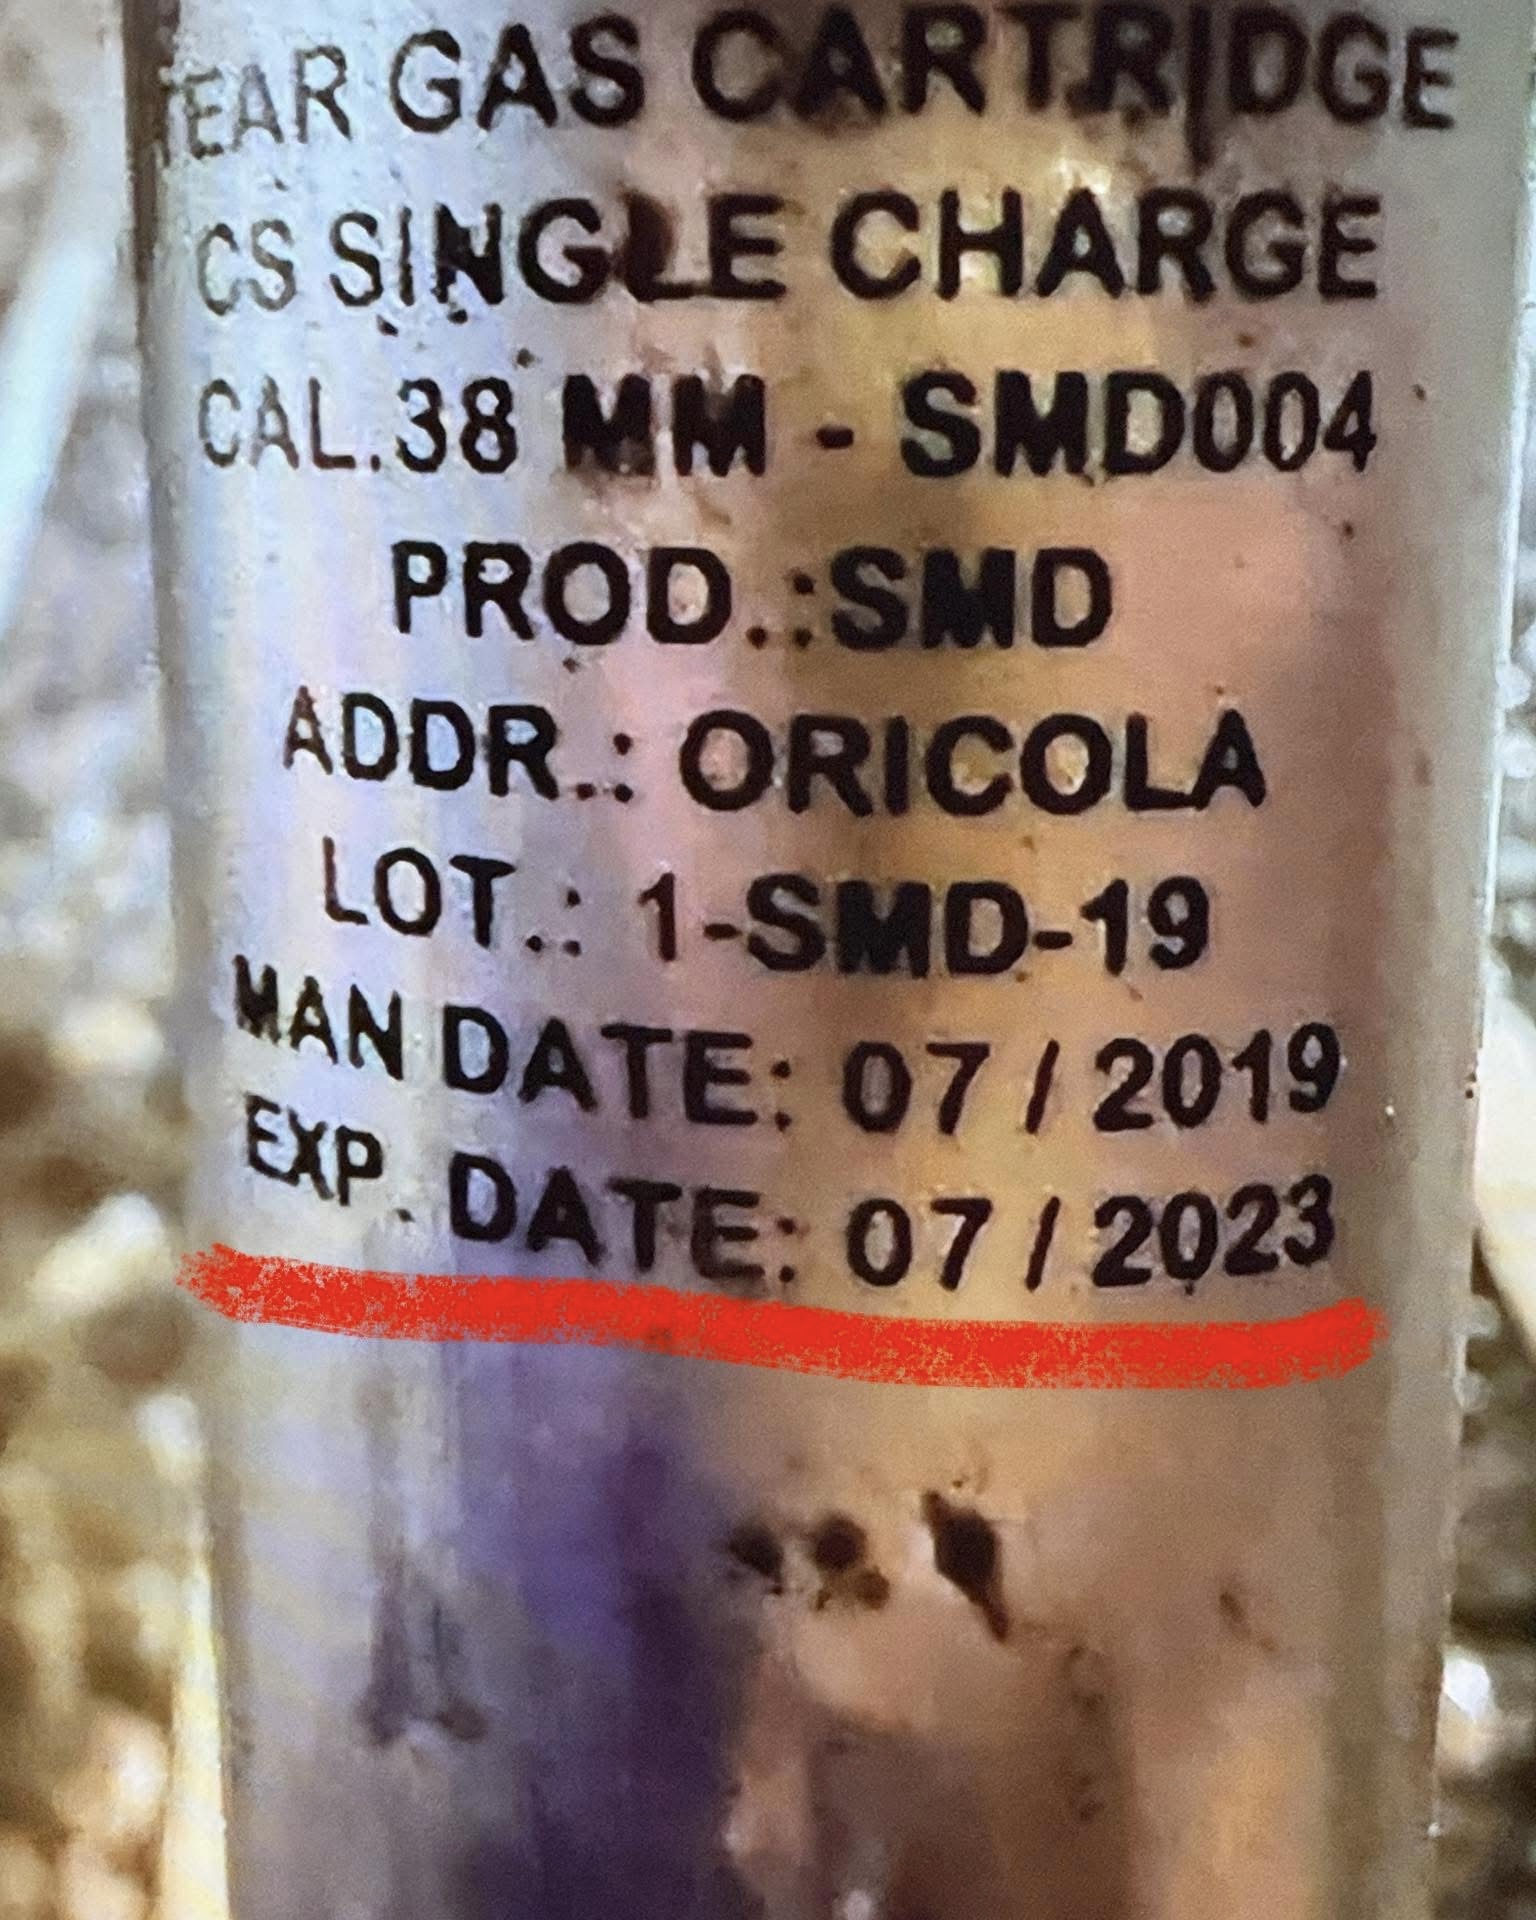 TEAR GAS CARTRIDGE
CS SINGLE CHARGE
CAL.38 MM - SMD004
PROD.:SMD
ADDR.: ORICOLA
LOT.: 1-SMD-19
MAN DATE: 07 / 2019
EXP. DATE: 07 / 2023